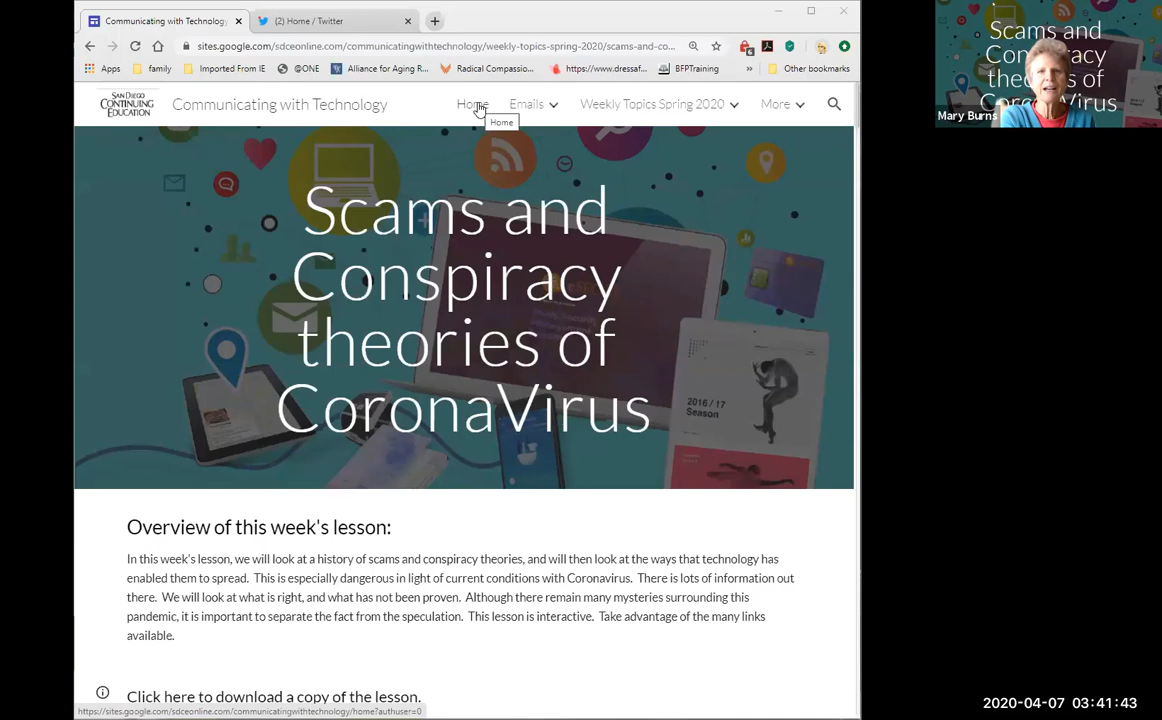 Communicating with Technology
(2) Home / Twitter
sites.google.com/sdceonline.com/communicatingwithtechnology/weekly-topics-spring-2020/scams-and-co...
Apps
family
Imported From IE
@ONE
Alliance for Aging R...
Radical Compassio...
https://www.dressaf...
BFPTraining
»
Other bookmarks
SAN DIEGO
CONTINUING
EDUCATION
Communicating with Technology
Home
Emails
Weekly Topics Spring 2020
More
Home
Scams and
Conspiracy
theories of
CoronaVirus
2016 / 17
Season
Overview of this week's lesson:
In this week's lesson, we will look at a history of scams and conspiracy theories, and will then look at the ways that technology has
enabled them to spread. This is especially dangerous in light of current conditions with Coronavirus. There is lots of information out
there. We will look at what is right, and what has not been proven. Although there remain many mysteries surrounding this
pandemic, it is important to separate the fact from the speculation. This lesson is interactive. Take advantage of the many links
available.
Click here to download a copy of the lesson.
https://sites.google.com/sdceonline.com/communicatingwithtechnology/home?authuser=0
Scams and
Mary Burns
2020-04-07 03:41:43